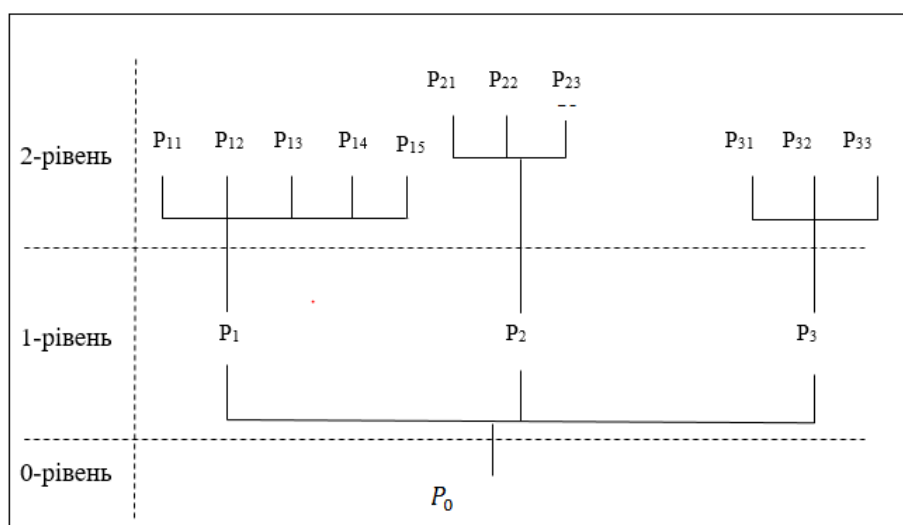 P₂₁ P₂₂ P₂₃
2-рівень P₁₁ P₁₂ P₁₃ P₁₄ P₁₅ P₃₁ P₃₂ P₃₃
1-рівень P₁ P₂ P₃
0-рівень P₀